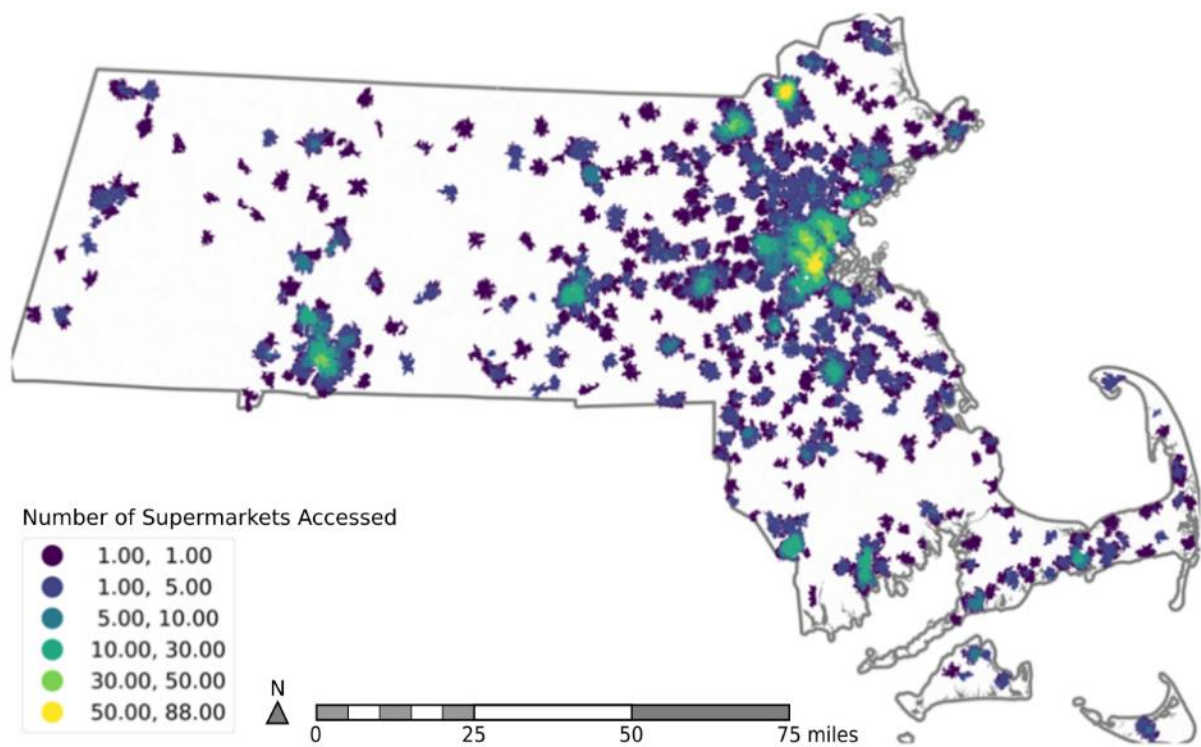 Number of Supermarkets Accessed
1.00, 1.00
1.00, 5.00
5.00, 10.00
10.00, 30.00
30.00, 50.00
50.00, 88.00
N
0 25 50 75 miles